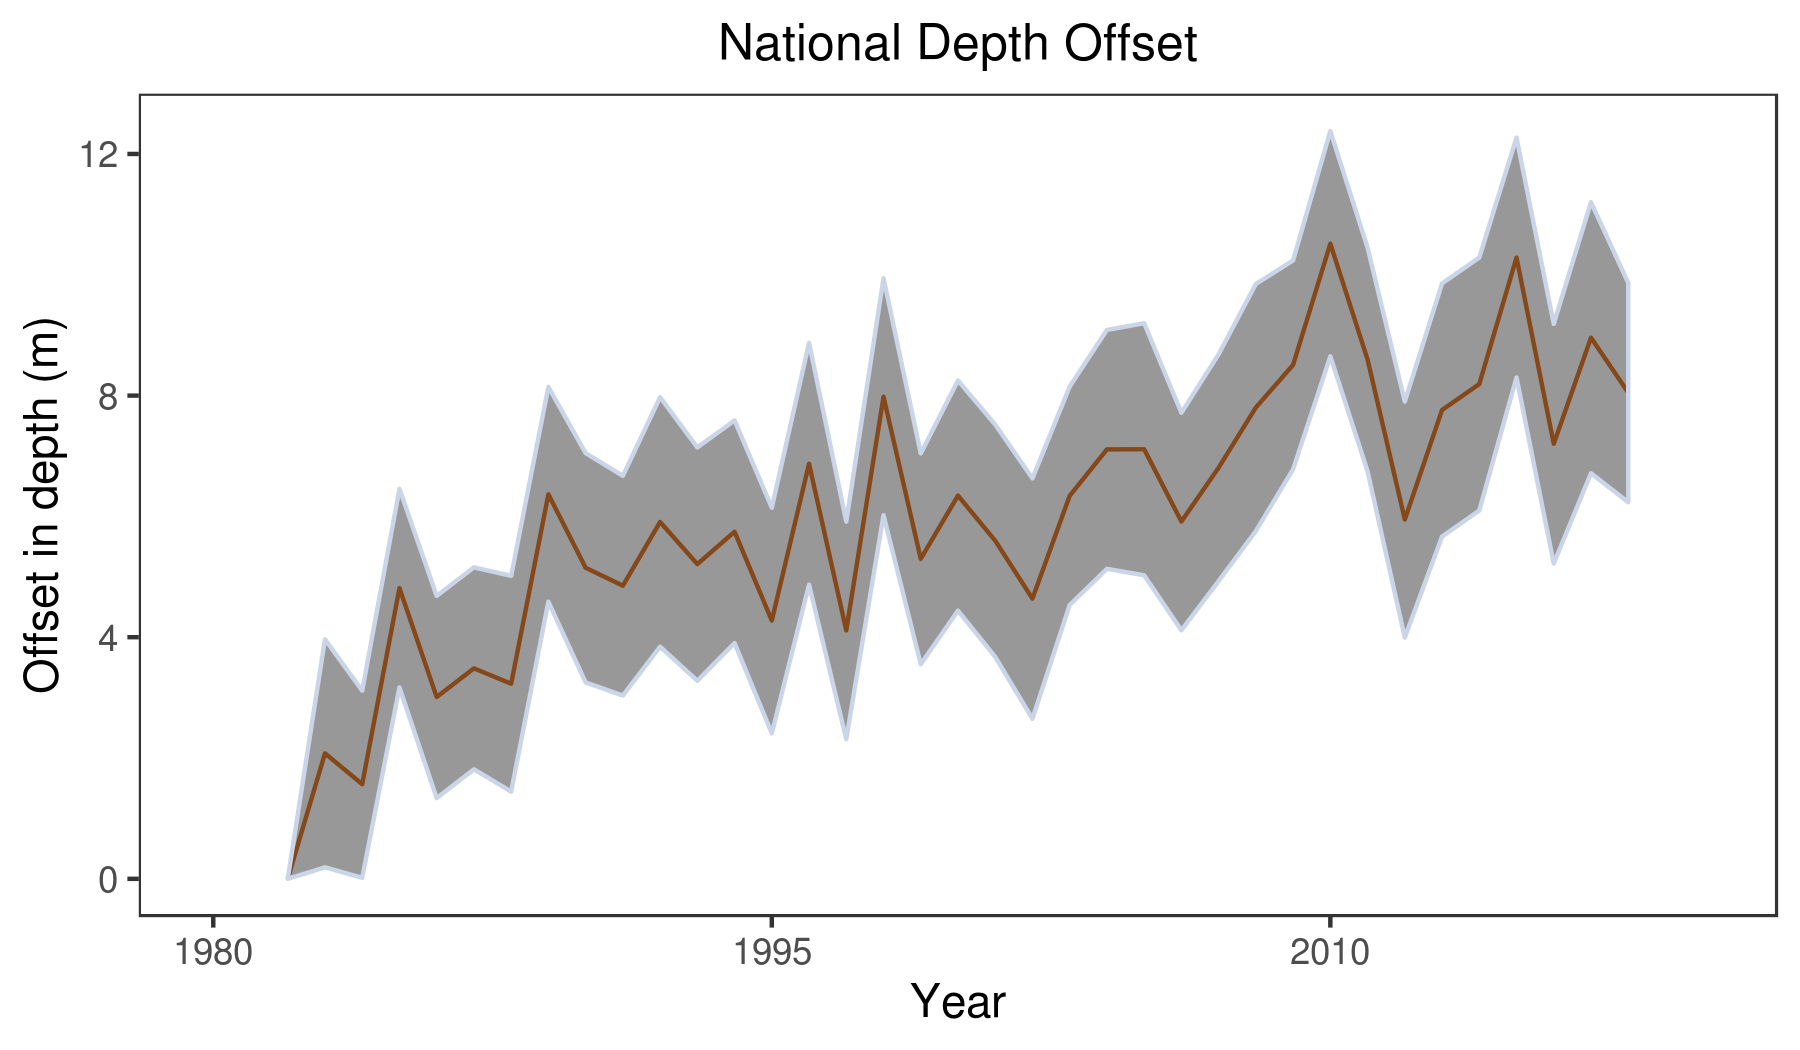 National Depth Offset
12
8
4
0
Offset in depth (m)
1980
1995
2010
Year